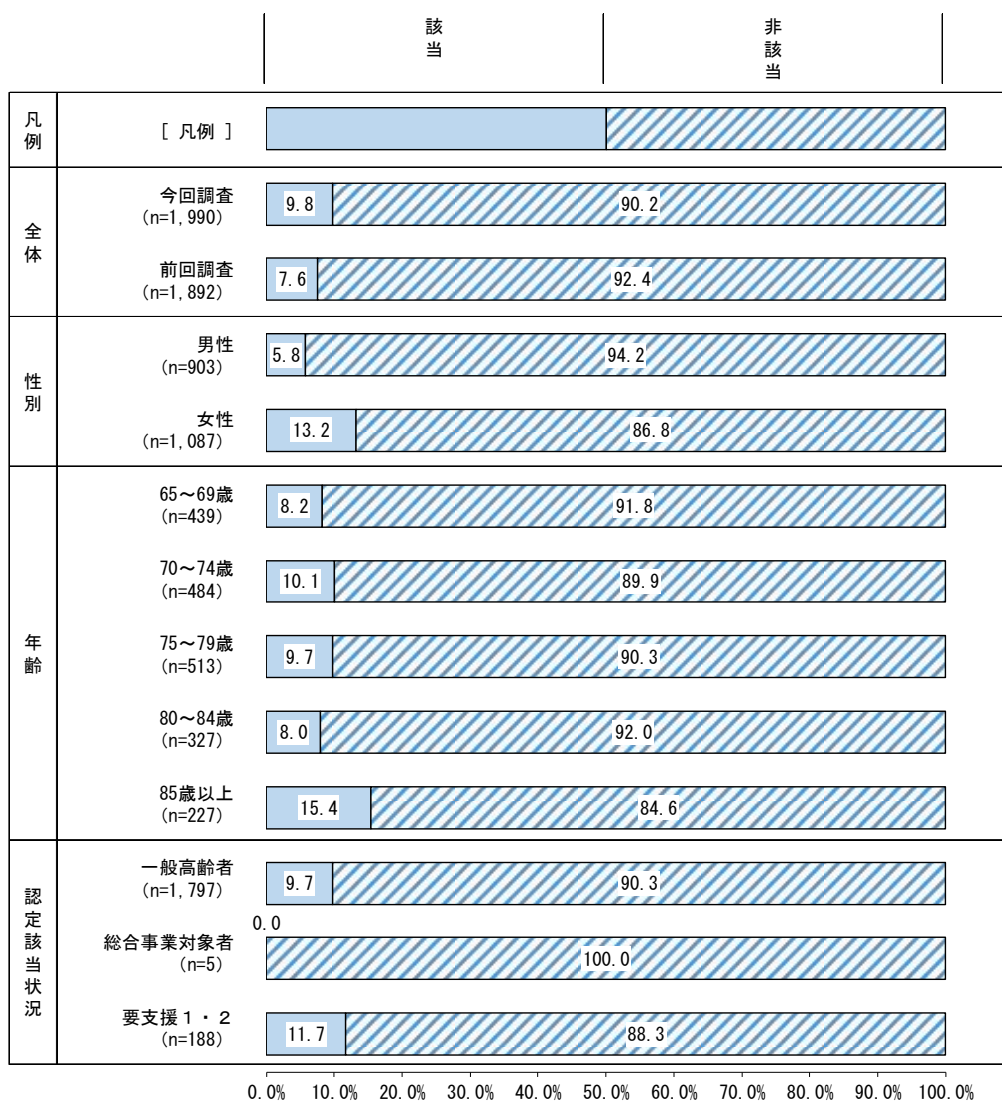 該当
非該当
凡例
[ 凡例 ]
全体
今回調査
(n=1,990)
9.8
90.2
前回調査
(n=1,892)
7.6
92.4
性別
男性
(n=903)
5.8
94.2
女性
(n=1,087)
13.2
86.8
年齢
65～69歳
(n=439)
8.2
91.8
70～74歳
(n=484)
10.1
89.9
75～79歳
(n=513)
9.7
90.3
80～84歳
(n=327)
8.0
92.0
85歳以上
(n=227)
15.4
84.6
認定該当状況
一般高齢者
(n=1,797)
9.7
90.3
総合事業対象者
(n=5)
0.0
100.0
要支援１・２
(n=188)
11.7
88.3
0.0% 10.0% 20.0% 30.0% 40.0% 50.0% 60.0% 70.0% 80.0% 90.0% 100.0%